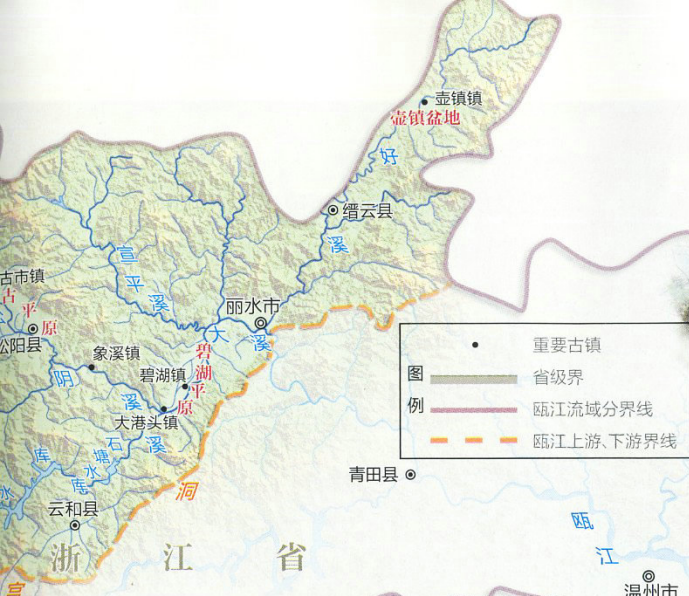 壶镇镇
壶镇盆地
好
溪
缙云县
宣平溪
古市镇
古平原
松阳县
丽水市
大溪
碧湖平原
象溪镇
碧湖镇
大港头镇
阴
溪
石塘水库
溪
库
水
云和县
洞
宫
浙江省
青田县
瓯江
温州市
图例
重要古镇
省级界
瓯江流域分界线
瓯江上游、下游界线